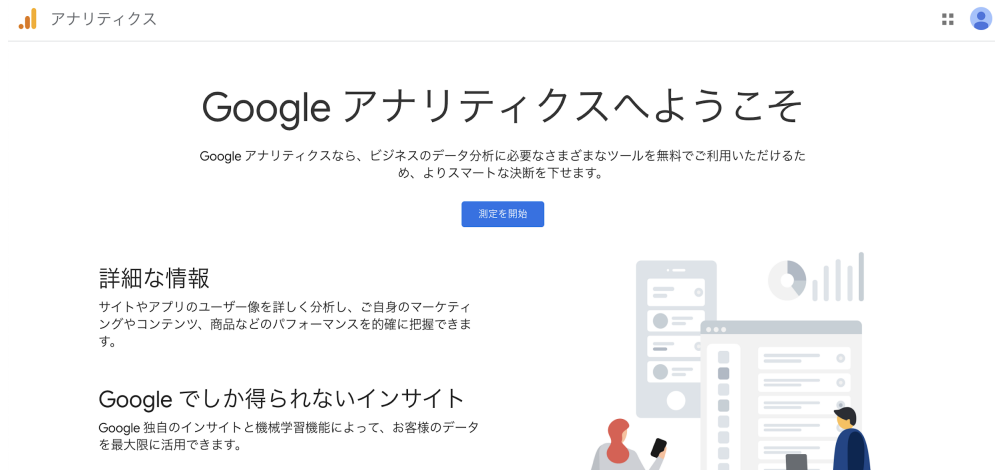 アナリティクス
Google アナリティクスへようこそ
Google アナリティクスなら、ビジネスのデータ分析に必要なさまざまなツールを無料でご利用いただけるた
め、よりスマートな決断を下せます。
測定を開始
詳細な情報
サイトやアプリのユーザー像を詳しく分析し、ご自身のマーケティ
ングやコンテンツ、商品などのパフォーマンスを的確に把握できま
す。
Google でしか得られないインサイト
Google 独自のインサイトと機械学習機能によって、お客様のデータ
を最大限に活用できます。